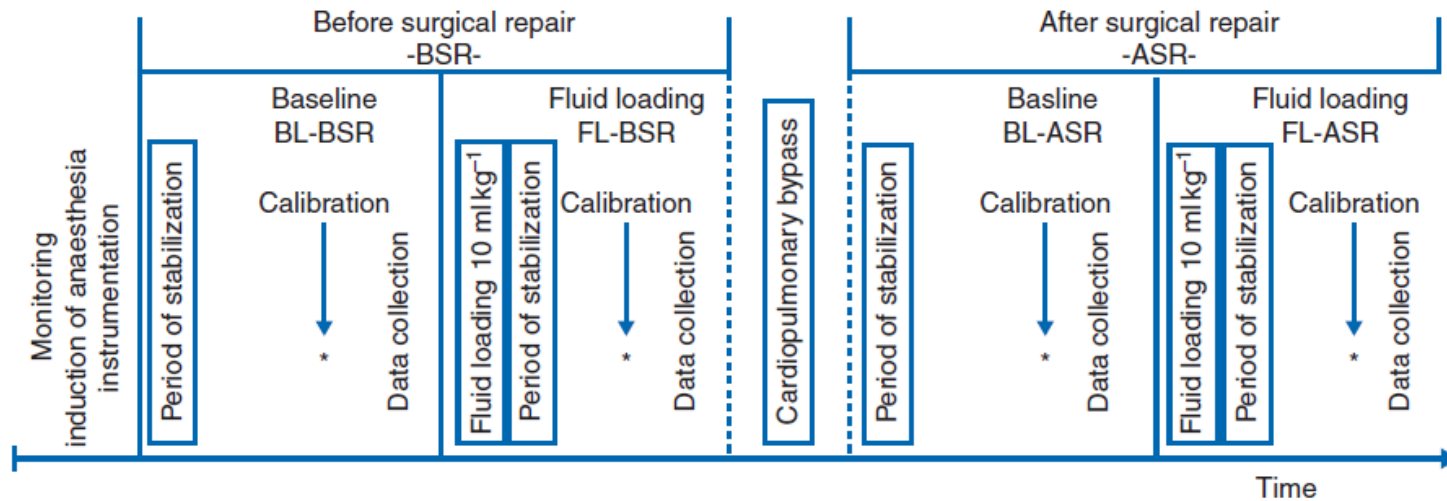 Before surgical repair
-BSR-
After surgical repair
-ASR-
Monitoring
induction of anaesthesia
instrumentation
Period of stabilization
Baseline
BL-BSR
Calibration
*
Data collection
Fluid loading 10 ml kg⁻¹
Period of stabilization
Fluid loading
FL-BSR
Calibration
*
Data collection
Cardiopulmonary bypass
Period of stabilization
Basline
BL-ASR
Calibration
*
Data collection
Fluid loading 10 ml kg⁻¹
Period of stabilization
Fluid loading
FL-ASR
Calibration
*
Data collection
Time